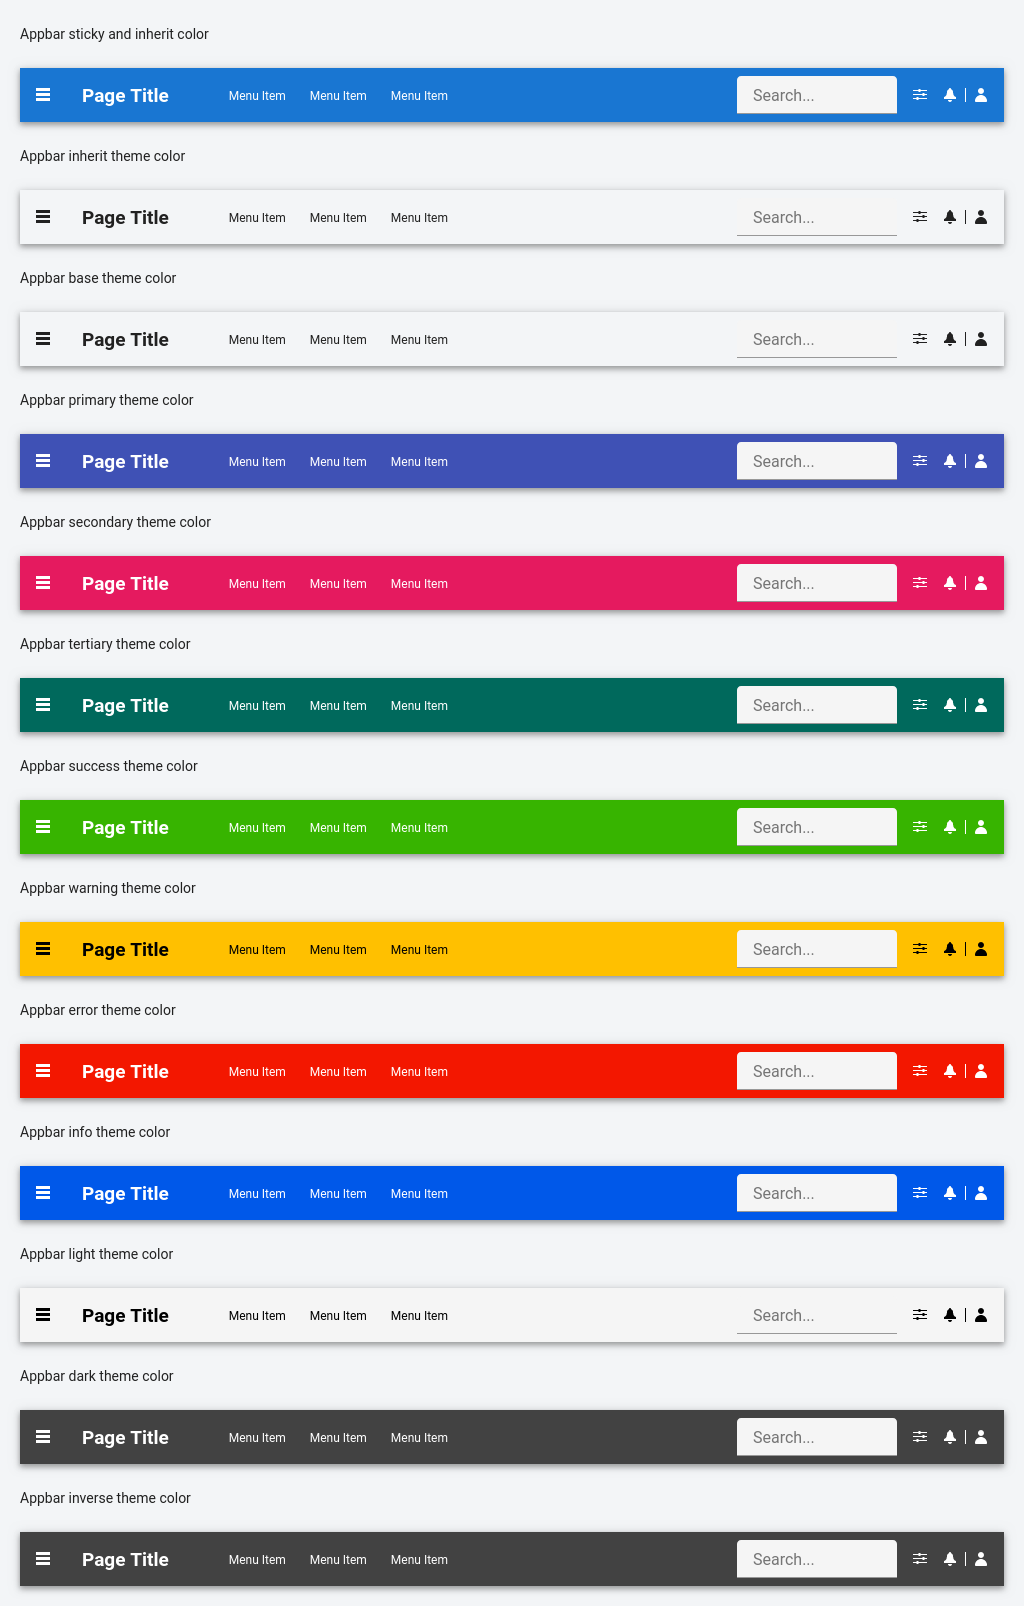 Appbar sticky and inherit color
Page Title Menu Item Menu Item Menu Item Search...
Appbar inherit theme color
Page Title Menu Item Menu Item Menu Item Search...
Appbar base theme color
Page Title Menu Item Menu Item Menu Item Search...
Appbar primary theme color
Page Title Menu Item Menu Item Menu Item Search...
Appbar secondary theme color
Page Title Menu Item Menu Item Menu Item Search...
Appbar tertiary theme color
Page Title Menu Item Menu Item Menu Item Search...
Appbar success theme color
Page Title Menu Item Menu Item Menu Item Search...
Appbar warning theme color
Page Title Menu Item Menu Item Menu Item Search...
Appbar error theme color
Page Title Menu Item Menu Item Menu Item Search...
Appbar info theme color
Page Title Menu Item Menu Item Menu Item Search...
Appbar light theme color
Page Title Menu Item Menu Item Menu Item Search...
Appbar dark theme color
Page Title Menu Item Menu Item Menu Item Search...
Appbar inverse theme color
Page Title Menu Item Menu Item Menu Item Search...